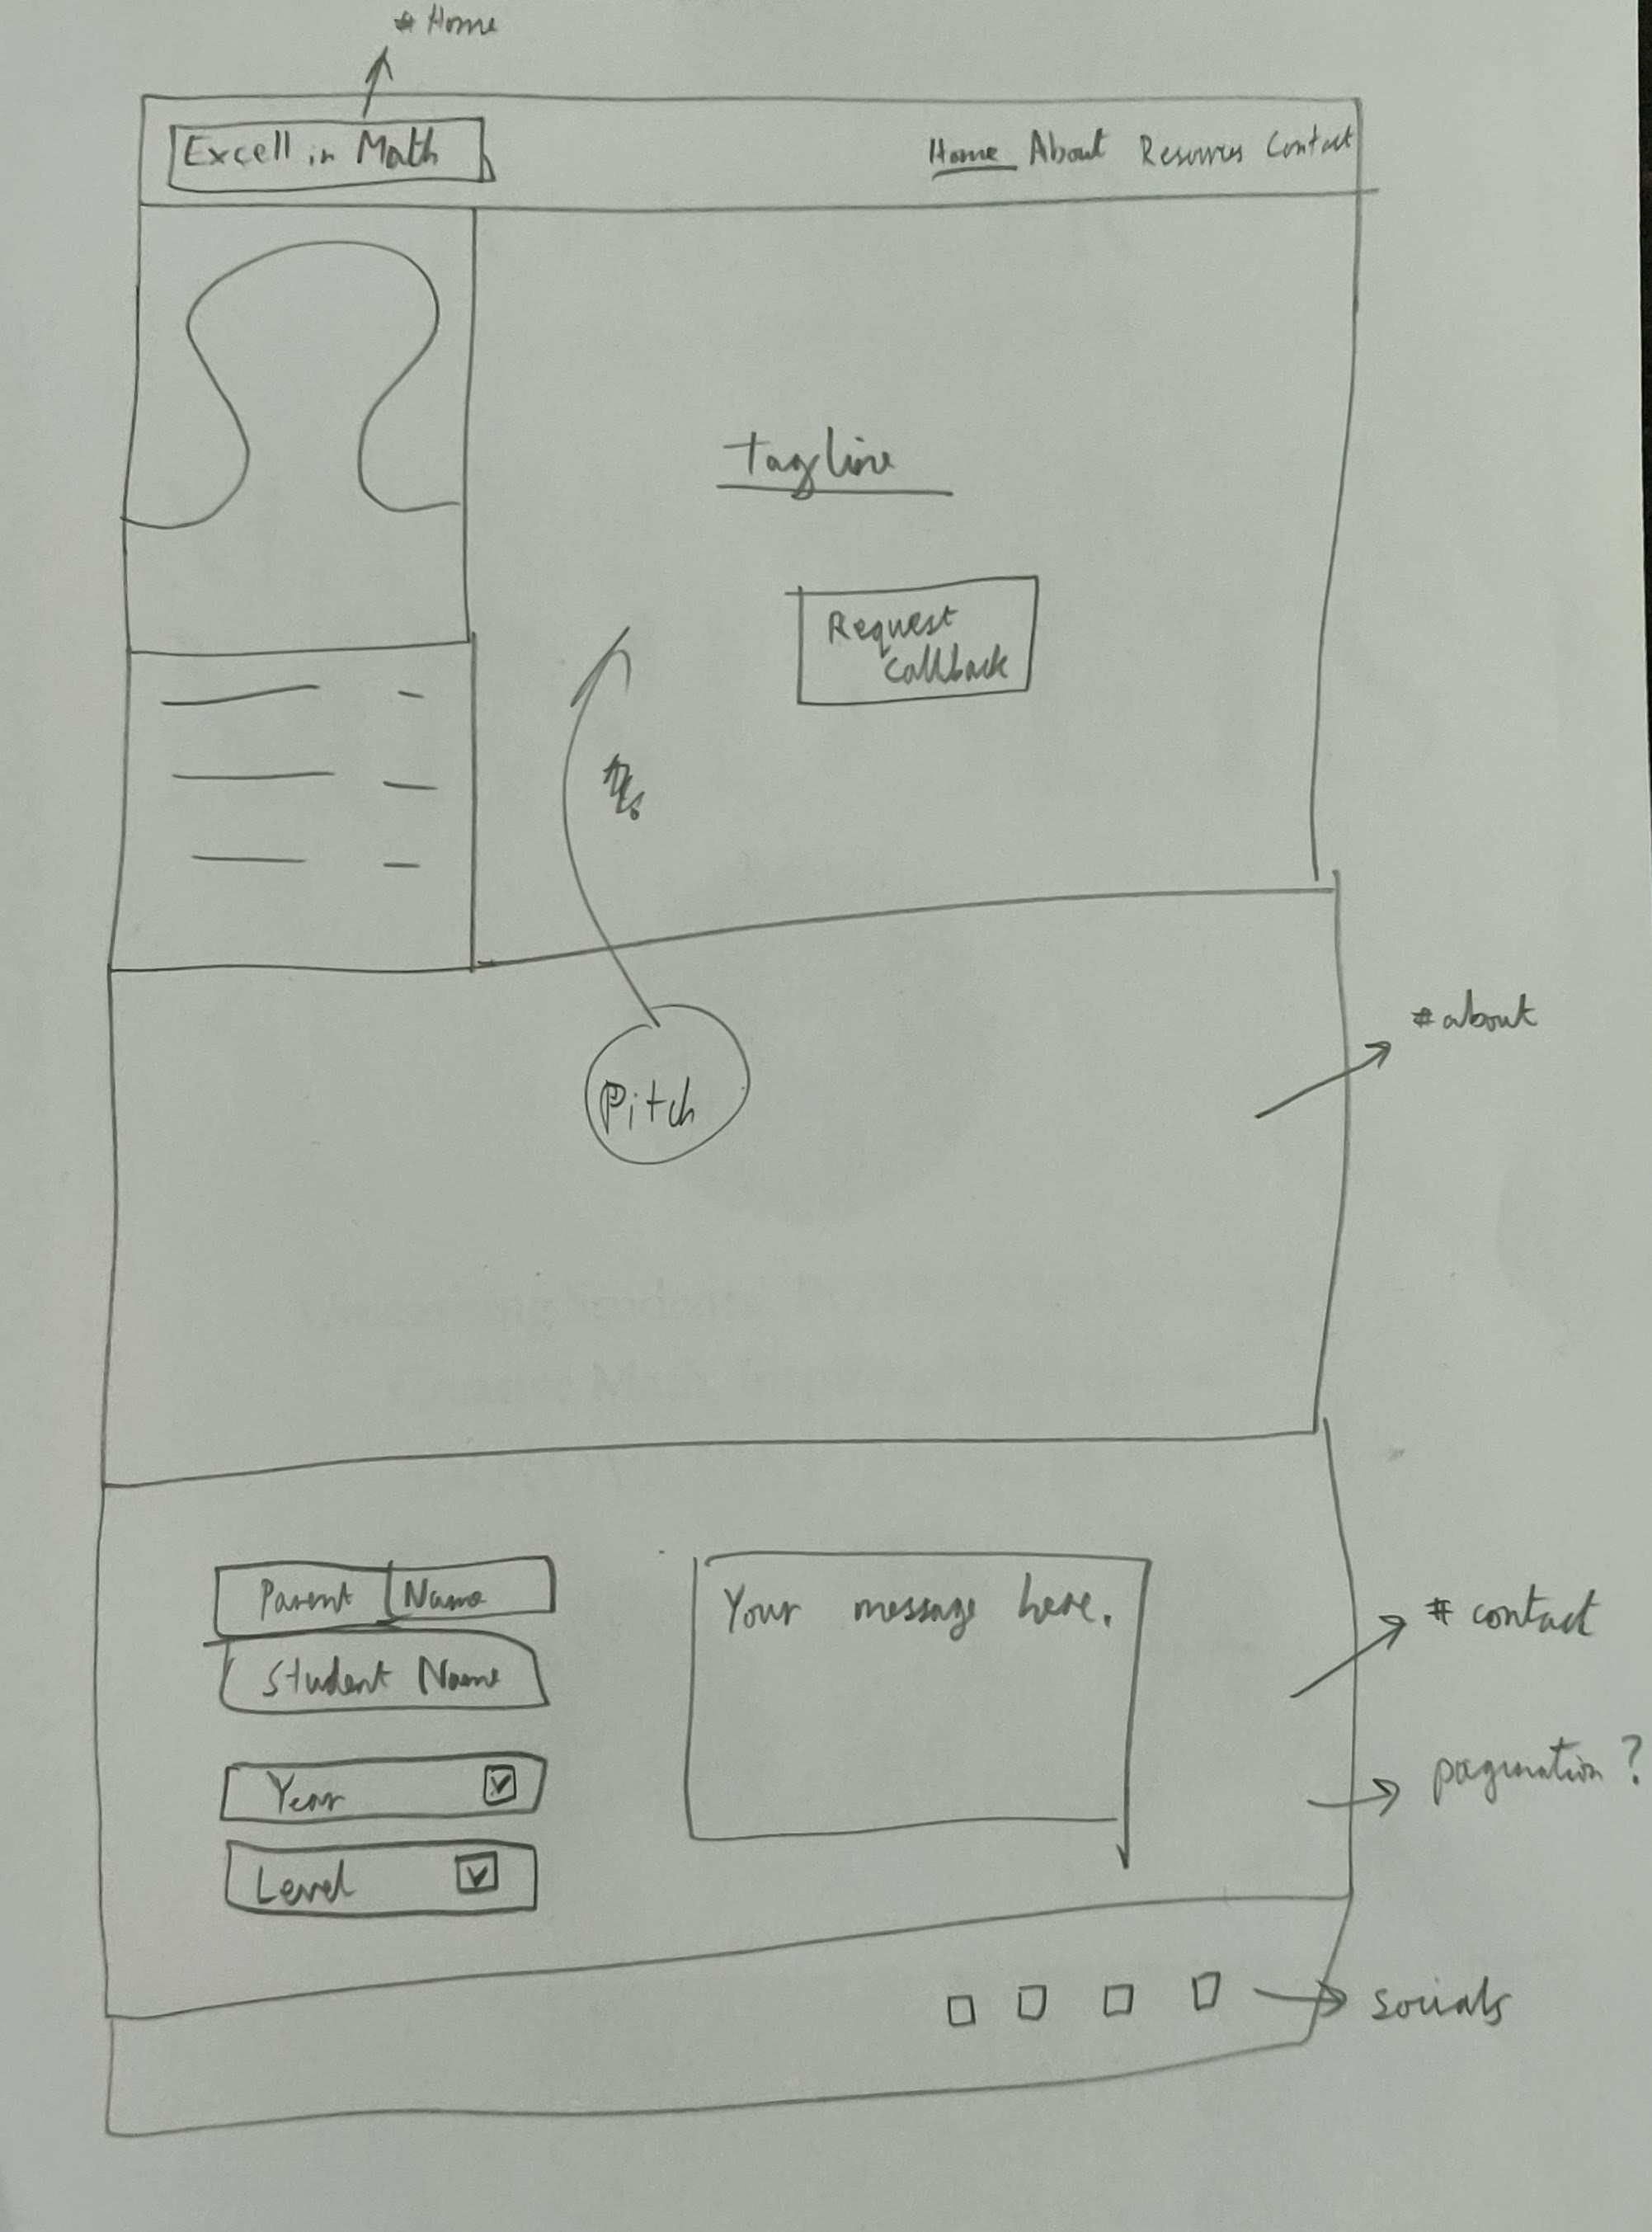 # Home
Excell in Math
Home About Resources Contact
Tagline
Request
Callback
# about
Pitch
Parent Name
Your message here.
# contact
Student Name
pagination ?
Year
Level
socials